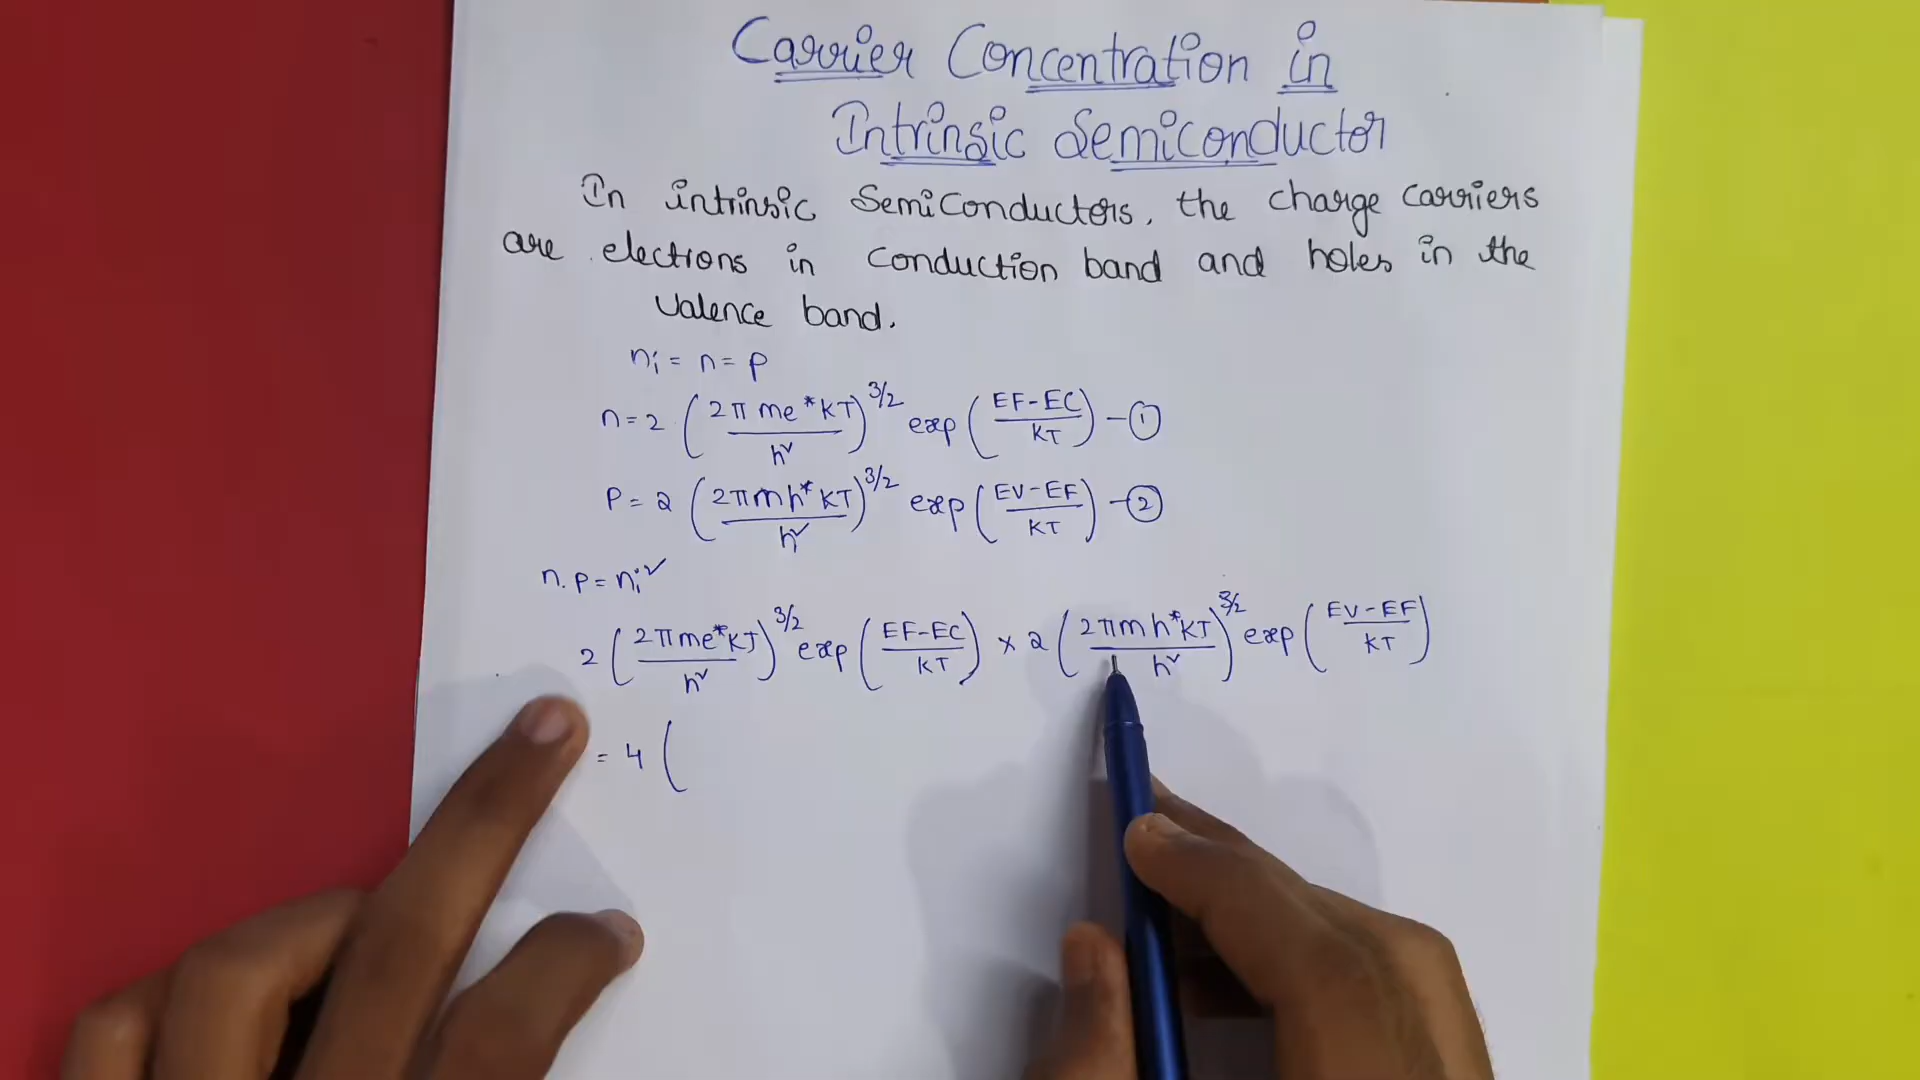 Carrier Concentration in
Intrinsic Semiconductor
In intrinsic SemiConductors, the charge carriers
are elections in conduction band and holes in the
Valence band.
ni = n = p
n = 2 (2π me* KT / h²)^3/2 exp (EF-EC / KT) - ①
P = 2 (2π mh* KT / h²)^3/2 exp (EV-EF / KT) - ②
n. p = ni²
2 (2π me* KT / h²)^3/2 exp (EF-EC / KT) × 2 (2π mh* KT / h²)^3/2 exp (EV-EF / KT)
= 4 (